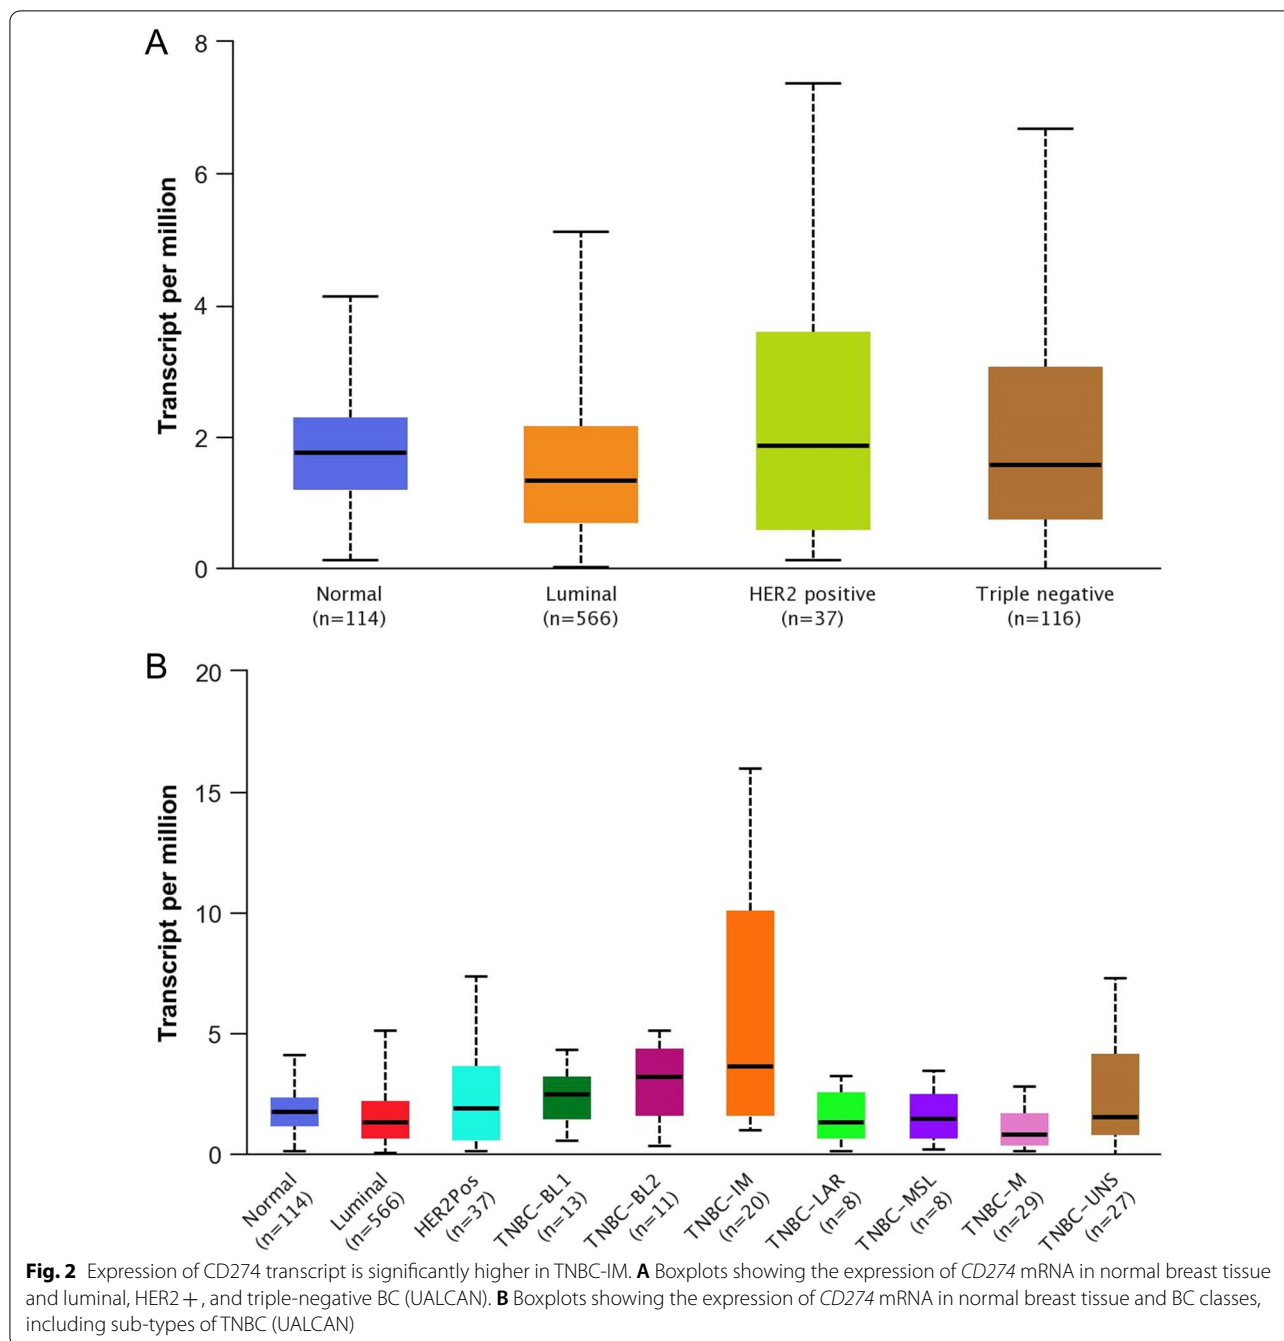 A
8
6
4
2
0
Transcript per million
Normal
(n=114)
Luminal
(n=566)
HER2 positive
(n=37)
Triple negative
(n=116)
B
20
15
10
5
0
Transcript per million
Normal
(n=114)
Luminal
(n=566)
HER2Pos
(n=37)
TNBC-BL1
(n=13)
TNBC-BL2
(n=11)
TNBC-IM
(n=20)
TNBC-LAR
(n=8)
TNBC-MSL
(n=8)
TNBC-M
(n=29)
TNBC-UNS
(n=27)
Fig. 2 Expression of CD274 transcript is significantly higher in TNBC-IM. A Boxplots showing the expression of CD274 mRNA in normal breast tissue
and luminal, HER2+, and triple-negative BC (UALCAN). B Boxplots showing the expression of CD274 mRNA in normal breast tissue and BC classes,
including sub-types of TNBC (UALCAN)